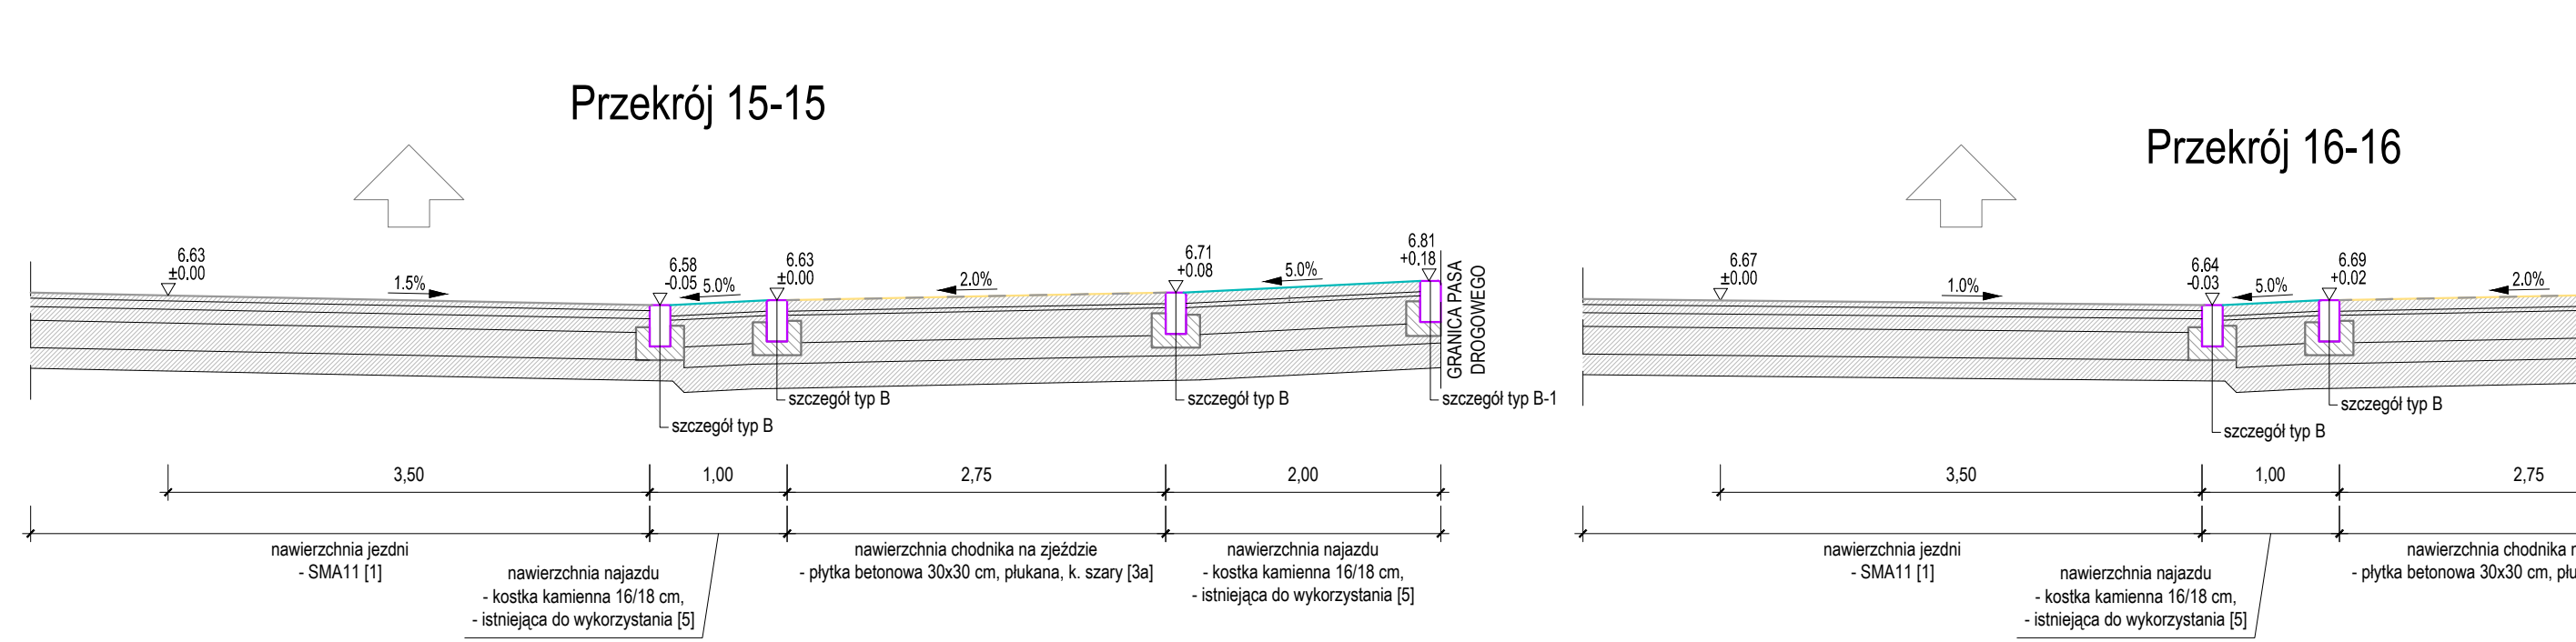 Przekrój 15-15
6.63
±0.00
1.5%
6.58
-0.05
5.0%
6.63
±0.00
2.0%
6.71
+0.08
5.0%
6.81
+0.18
GRANICA PASA
DROGOWEGO
szczegół typ B
szczegół typ B
szczegół typ B
szczegół typ B-1
3,50
1,00
2,75
2,00
nawierzchnia jezdni
- SMA11 [1]
nawierzchnia najazdu
- kostka kamienna 16/18 cm,
- istniejąca do wykorzystania [5]
nawierzchnia chodnika na zjeździe
- płytka betonowa 30x30 cm, płukana, k. szary [3a]
nawierzchnia najazdu
- kostka kamienna 16/18 cm,
- istniejąca do wykorzystania [5]
Przekrój 16-16
6.67
±0.00
1.0%
6.64
-0.03
5.0%
6.69
+0.02
2.0%
szczegół typ B
szczegół typ B
3,50
1,00
2,75
nawierzchnia jezdni
- SMA11 [1]
nawierzchnia najazdu
- kostka kamienna 16/18 cm,
- istniejąca do wykorzystania [5]
nawierzchnia chodnika
- płytka betonowa 30x30 cm,